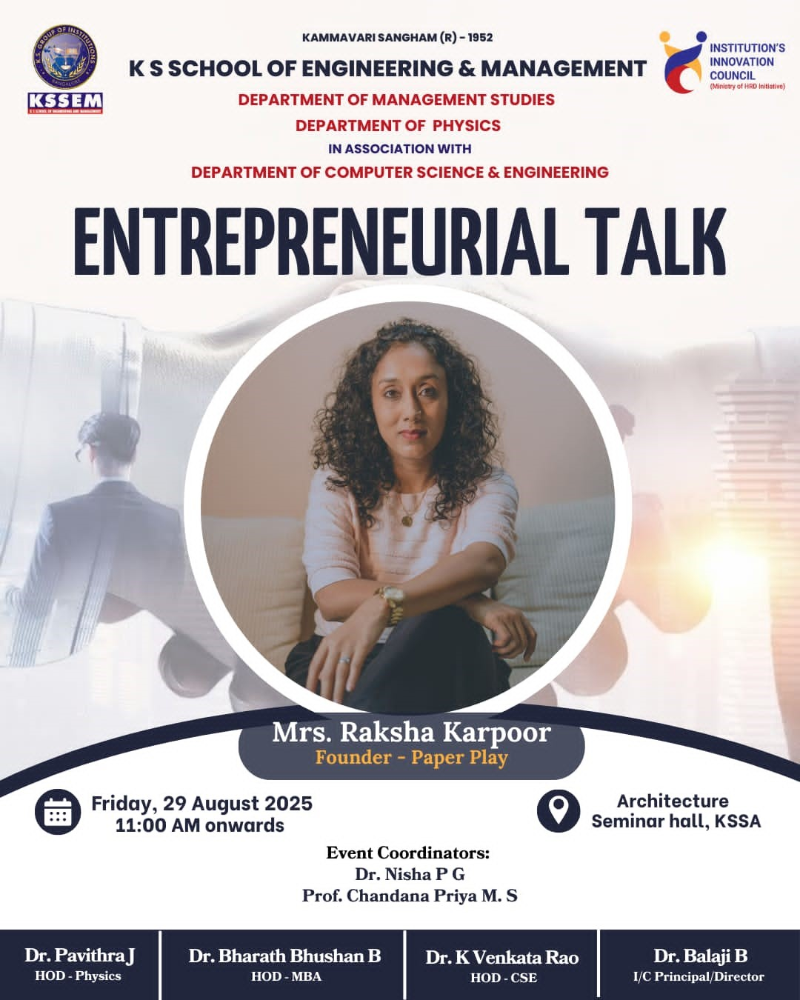 K.S. GROUP OF INSTITUTIONS
KSSEM
K S SCHOOL OF ENGINEERING AND MANAGEMENT
KAMMAVARI SANGHAM (R) - 1952
K S SCHOOL OF ENGINEERING & MANAGEMENT
DEPARTMENT OF MANAGEMENT STUDIES
DEPARTMENT OF PHYSICS
IN ASSOCIATION WITH
DEPARTMENT OF COMPUTER SCIENCE & ENGINEERING
INSTITUTION'S
INNOVATION
COUNCIL
(Ministry of HRD Initiative)
ENTREPRENEURIAL TALK
Mrs. Raksha Karpoor
Founder - Paper Play
Friday, 29 August 2025
11:00 AM onwards
Architecture
Seminar hall, KSSA
Event Coordinators:
Dr. Nisha P G
Prof. Chandana Priya M. S
Dr. Pavithra J
HOD - Physics
Dr. Bharath Bhushan B
HOD - MBA
Dr. K Venkata Rao
HOD - CSE
Dr. Balaji B
I/C Principal/Director